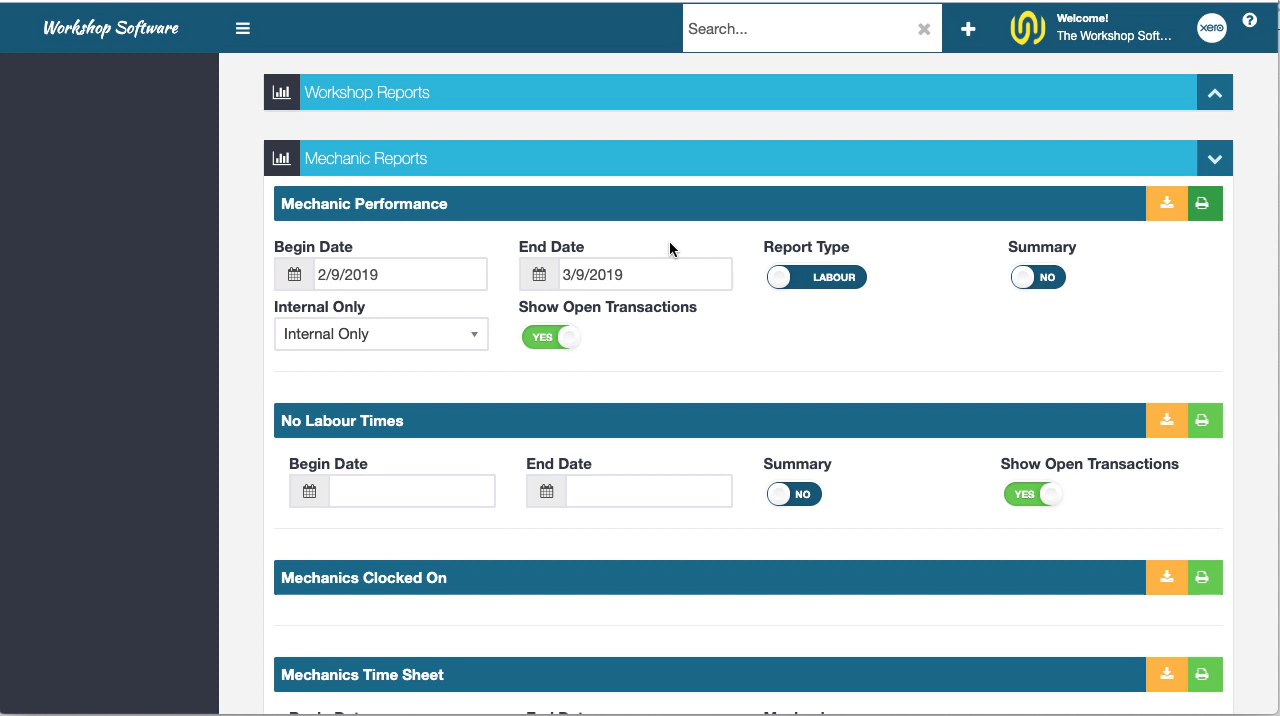 Workshop Software
Search...
Welcome!
The Workshop Soft...
xero
Workshop Reports
Mechanic Reports
Mechanic Performance
Begin Date
End Date
Report Type
Summary
2/9/2019
3/9/2019
LABOUR
NO
Internal Only
Show Open Transactions
Internal Only
YES
No Labour Times
Begin Date
End Date
Summary
Show Open Transactions
NO
YES
Mechanics Clocked On
Mechanics Time Sheet